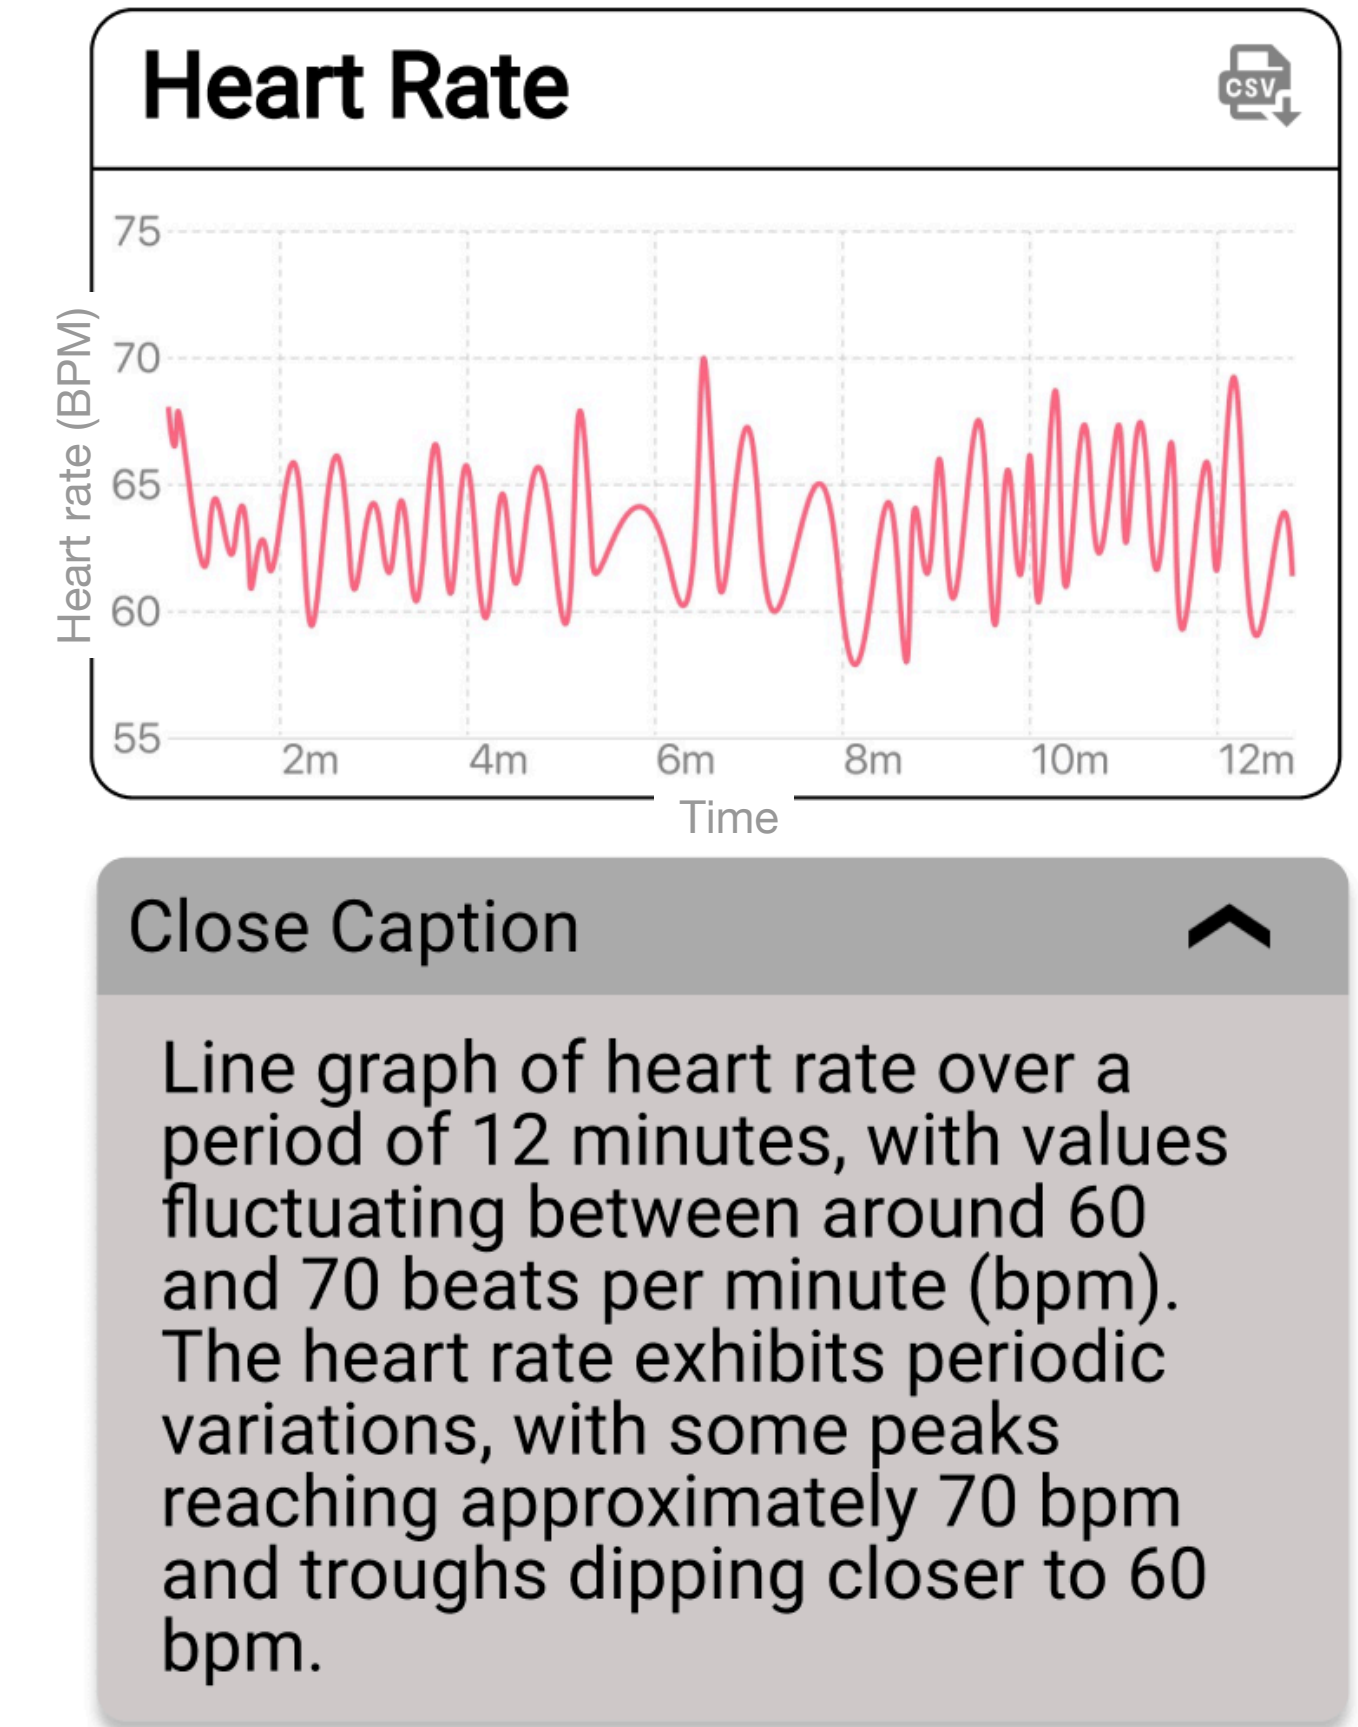 Heart Rate
CSV
75
70
65
60
55
Heart rate (BPM)
2m 4m 6m 8m 10m 12m
Time
Close Caption
Line graph of heart rate over a
period of 12 minutes, with values
fluctuating between around 60
and 70 beats per minute (bpm).
The heart rate exhibits periodic
variations, with some peaks
reaching approximately 70 bpm
and troughs dipping closer to 60
bpm.